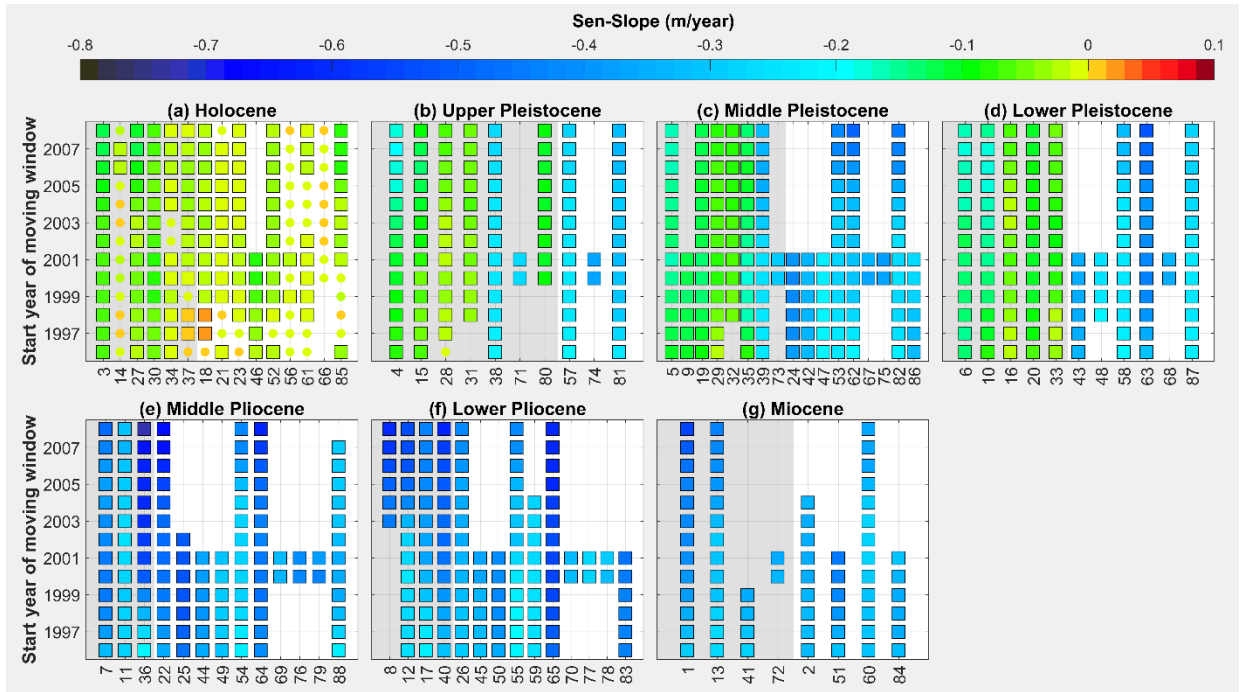 Sen-Slope (m/year)
-0.8 -0.7 -0.6 -0.5 -0.4 -0.3 -0.2 -0.1 0 0.1
(a) Holocene (b) Upper Pleistocene (c) Middle Pleistocene (d) Lower Pleistocene
Start year of moving window
2007
2005
2003
2001
1999
1997
3 14 27 30 34 37 18 21 23 46 52 56 61 66 85
4 15 28 31 38 71 80 57 74 81
5 9 19 29 32 35 39 73 24 42 47 53 62 67 75 82 86
6 10 16 20 33 43 48 58 63 68 87
(e) Middle Pliocene (f) Lower Pliocene (g) Miocene
Start year of moving window
2007
2005
2003
2001
1999
1997
7 11 36 22 25 44 49 54 64 69 76 79 88
8 12 17 40 26 45 50 55 59 65 70 77 78 83
1 13 41 72 2 51 60 84